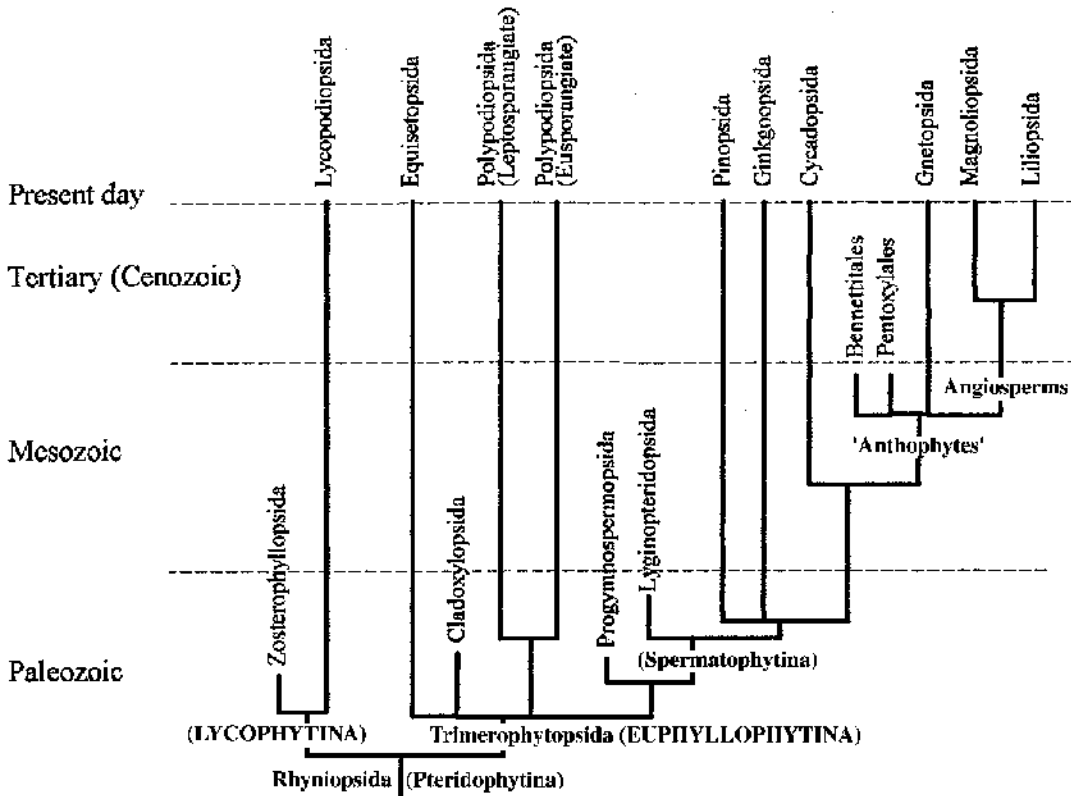 Lycopodiopsida
Equisetopsida
Polypodiopsida
(Leptosporangiate)
Polypodiopsida
(Eusporangiate)
Pinopsida
Ginkgoopsida
Cycadopsida
Gnetopsida
Magnoliopsida
Liliopsida
Present day
Tertiary (Cenozoic)
Bennettitales
Pentoxylales
Angiosperms
'Anthophytes'
Mesozoic
Zosterophyllopsida
Cladoxylopsida
Progymnospermopsida
Lyginopteridopsida
Paleozoic
(Spermatophytina)
(LYCOPHYTINA)
Trimerophytopsida (EUPHYLLOPHYTINA)
Rhyniopsida (Pteridophytina)